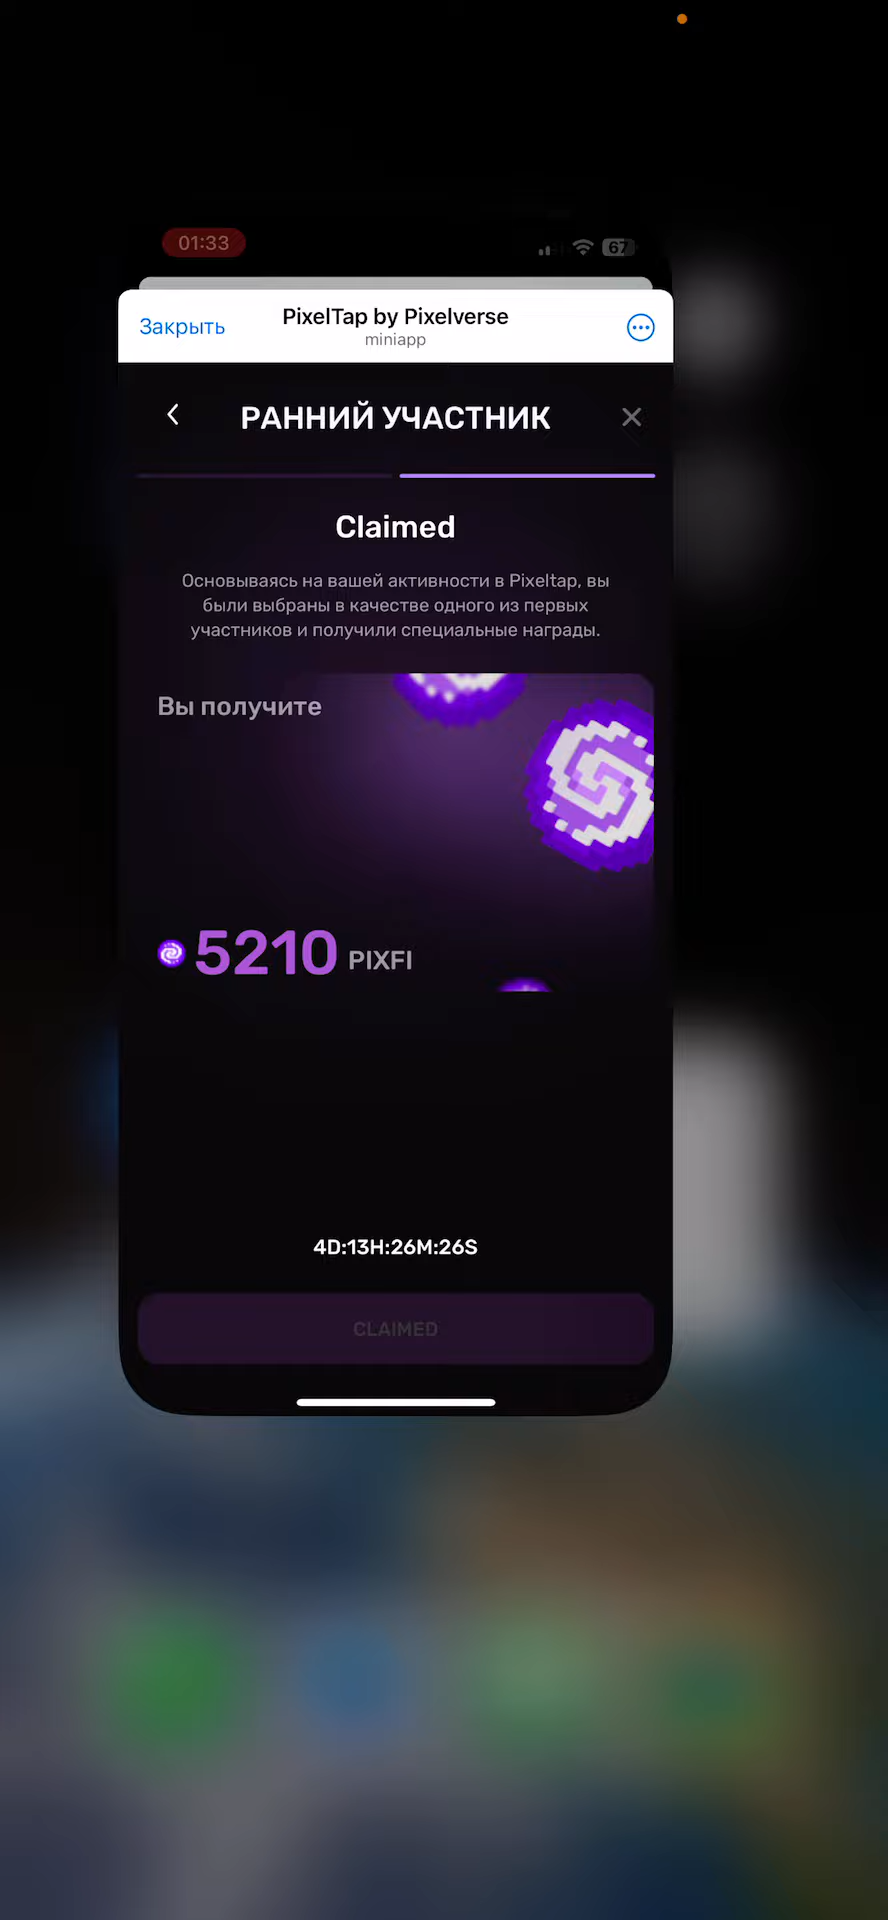 01:33
67
Закрыть
PixelTap by Pixelverse
miniapp
РАННИЙ УЧАСТНИК
Claimed
Основываясь на вашей активности в Pixeltap, вы
были выбраны в качестве одного из первых
участников и получили специальные награды.
Вы получите
5210 PIXFI
4D:13H:26M:26S
CLAIMED